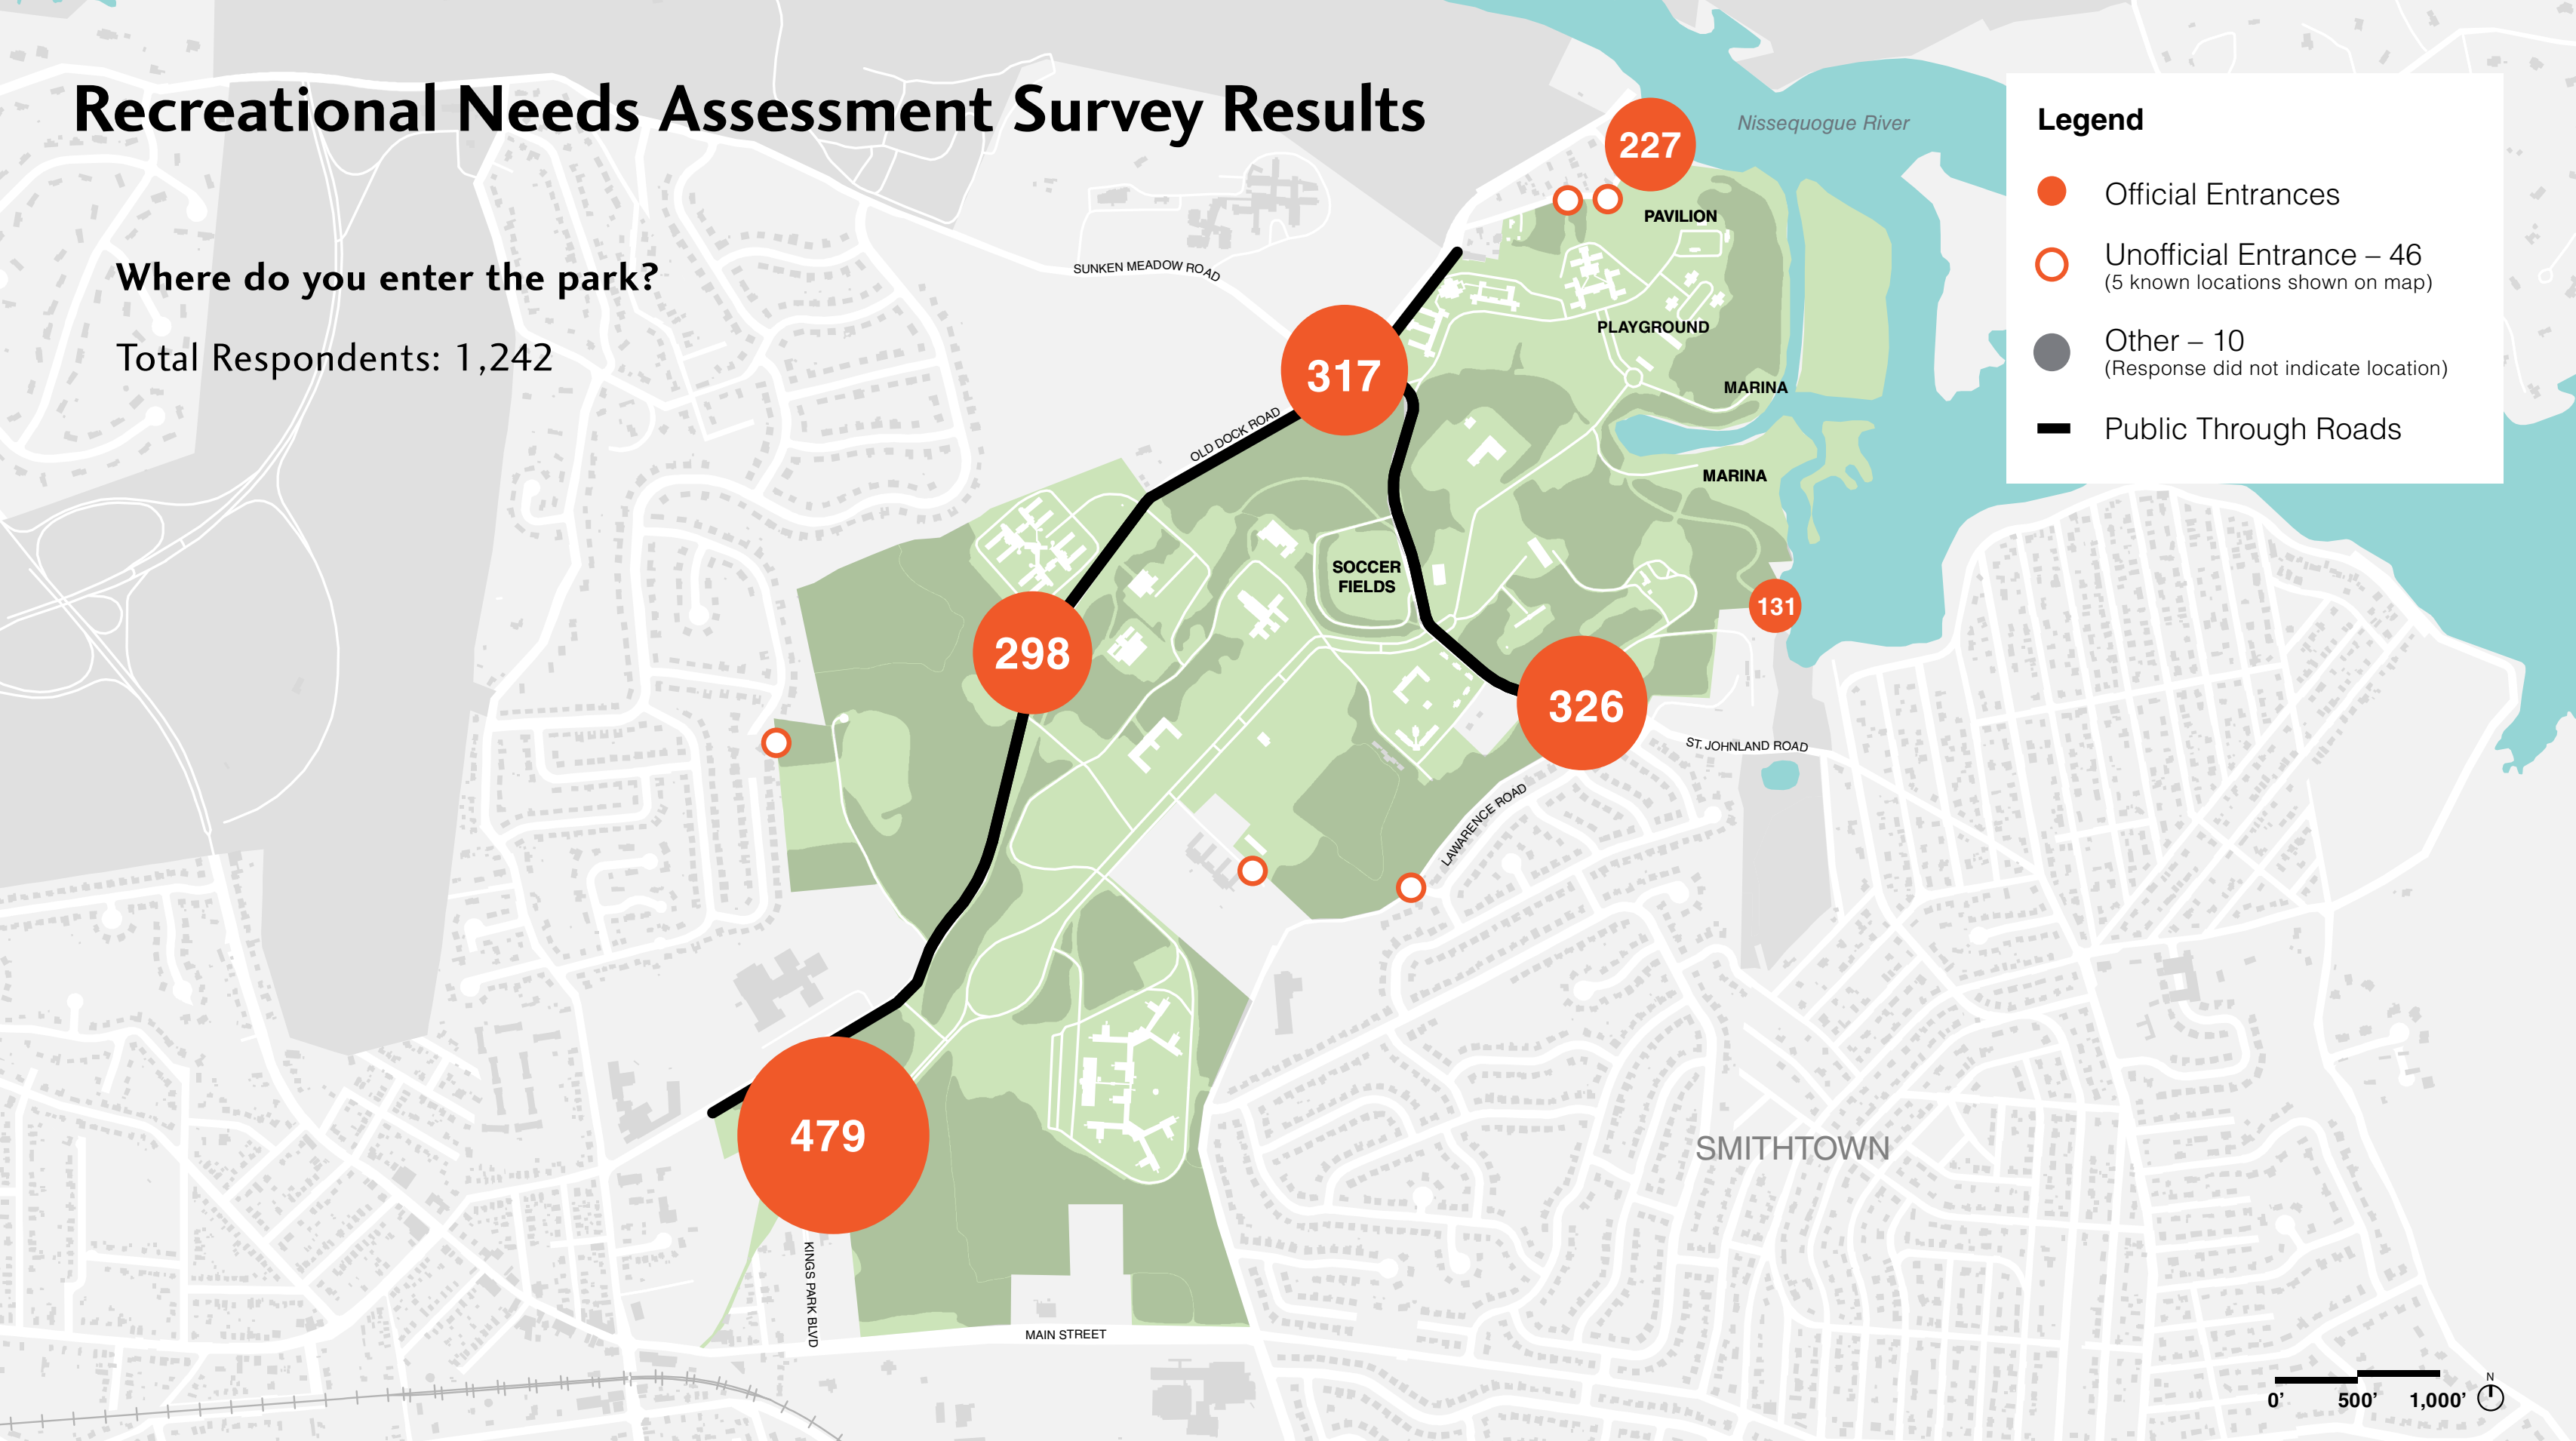 Recreational Needs Assessment Survey Results
Where do you enter the park?
Total Respondents: 1,242
Legend
Official Entrances
Unofficial Entrance – 46
(5 known locations shown on map)
Other – 10
(Response did not indicate location)
Public Through Roads
Nissequogue River
227
PAVILION
SUNKEN MEADOW ROAD
PLAYGROUND
317
MARINA
OLD DOCK ROAD
MARINA
SOCCER
FIELDS
131
298
326
ST. JOHNLAND ROAD
LAWARENCE ROAD
479
SMITHTOWN
KINGS PARK BLVD
MAIN STREET
0' 500' 1,000'
N